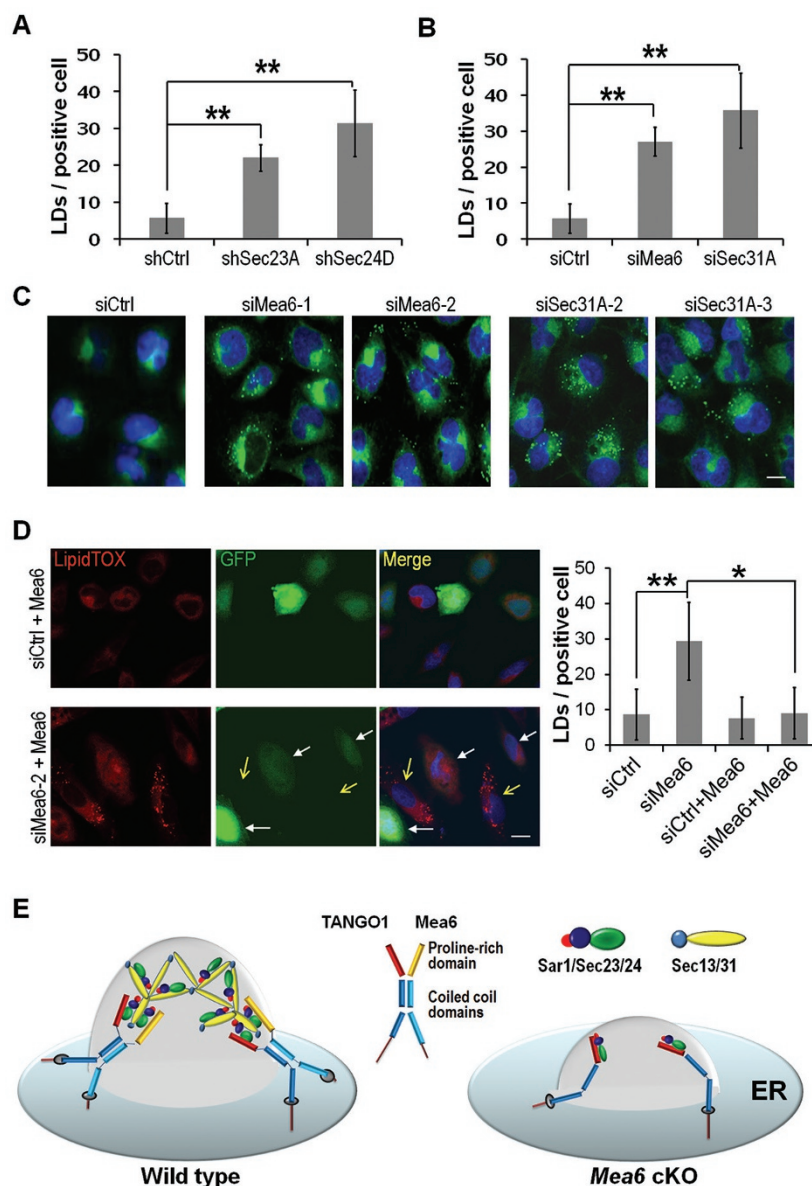 A
LDs / positive cell
50
40
30
20
10
0
**
**
shCtrl
shSec23A
shSec24D
B
LDs / positive cell
50
40
30
20
10
0
**
**
siCtrl
siMea6
siSec31A
C
siCtrl
siMea6-1
siMea6-2
siSec31A-2
siSec31A-3
D
siCtrl + Mea6
LipidTOX
GFP
Merge
siMea6-2 + Mea6
LDs / positive cell
50
40
30
20
10
0
**
*
siCtrl
siMea6
siCtrl+Mea6
siMea6+Mea6
E
TANGO1
Mea6
Proline-rich
domain
Coiled coil
domains
Sar1/Sec23/24
Sec13/31
Wild type
ER
Mea6 cKO